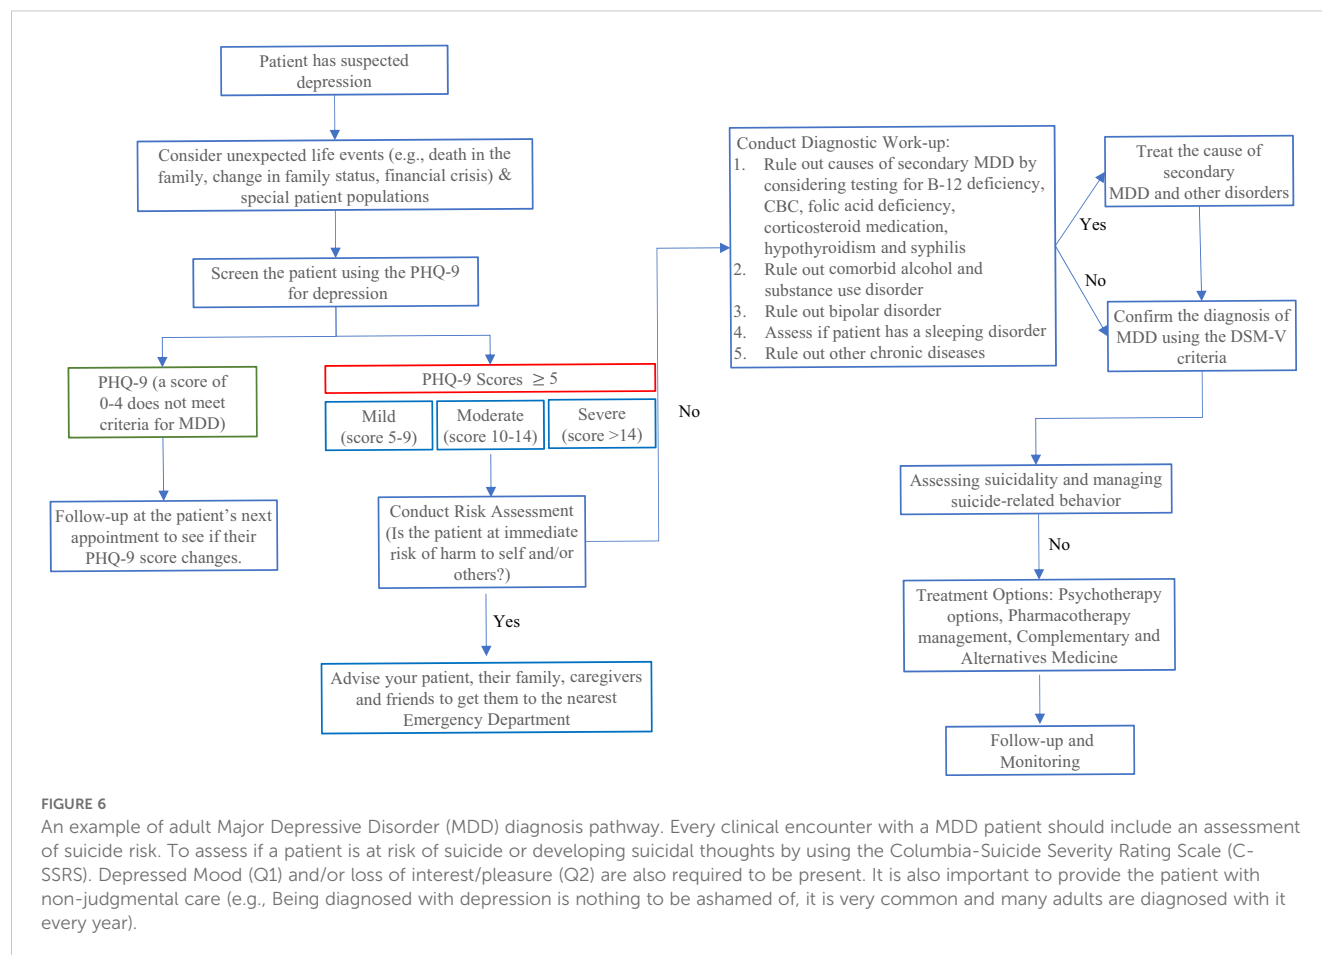 Patient has suspected
depression
Consider unexpected life events (e.g., death in the
family, change in family status, financial crisis) &
special patient populations
Screen the patient using the PHQ-9
for depression
PHQ-9 (a score of
0-4 does not meet
criteria for MDD)
Follow-up at the patient's next
appointment to see if their
PHQ-9 score changes.
PHQ-9 Scores ≥ 5
Mild
(score 5-9)
Moderate
(score 10-14)
Severe
(score >14)
Conduct Risk Assessment
(Is the patient at immediate
risk of harm to self and/or
others?)
Yes
Advise your patient, their family, caregivers
and friends to get them to the nearest
Emergency Department
No
Conduct Diagnostic Work-up:
1. Rule out causes of secondary MDD by
considering testing for B-12 deficiency,
CBC, folic acid deficiency,
corticosteroid medication,
hypothyroidism and syphilis
2. Rule out comorbid alcohol and
substance use disorder
3. Rule out bipolar disorder
4. Assess if patient has a sleeping disorder
5. Rule out other chronic diseases
Yes
No
Treat the cause of
secondary
MDD and other disorders
Confirm the diagnosis of
MDD using the DSM-V
criteria
Assessing suicidality and managing
suicide-related behavior
No
Treatment Options: Psychotherapy
options, Pharmacotherapy
management, Complementary and
Alternatives Medicine
Follow-up and
Monitoring
FIGURE 6
An example of adult Major Depressive Disorder (MDD) diagnosis pathway. Every clinical encounter with a MDD patient should include an assessment
of suicide risk. To assess if a patient is at risk of suicide or developing suicidal thoughts by using the Columbia-Suicide Severity Rating Scale (C-
SSRS). Depressed Mood (Q1) and/or loss of interest/pleasure (Q2) are also required to be present. It is also important to provide the patient with
non-judgmental care (e.g., Being diagnosed with depression is nothing to be ashamed of, it is very common and many adults are diagnosed with it
every year).